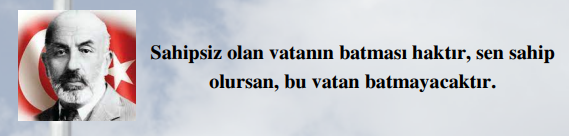 Sahipsiz olan vatanın batması haktır, sen sahip
olursan, bu vatan batmayacaktır.